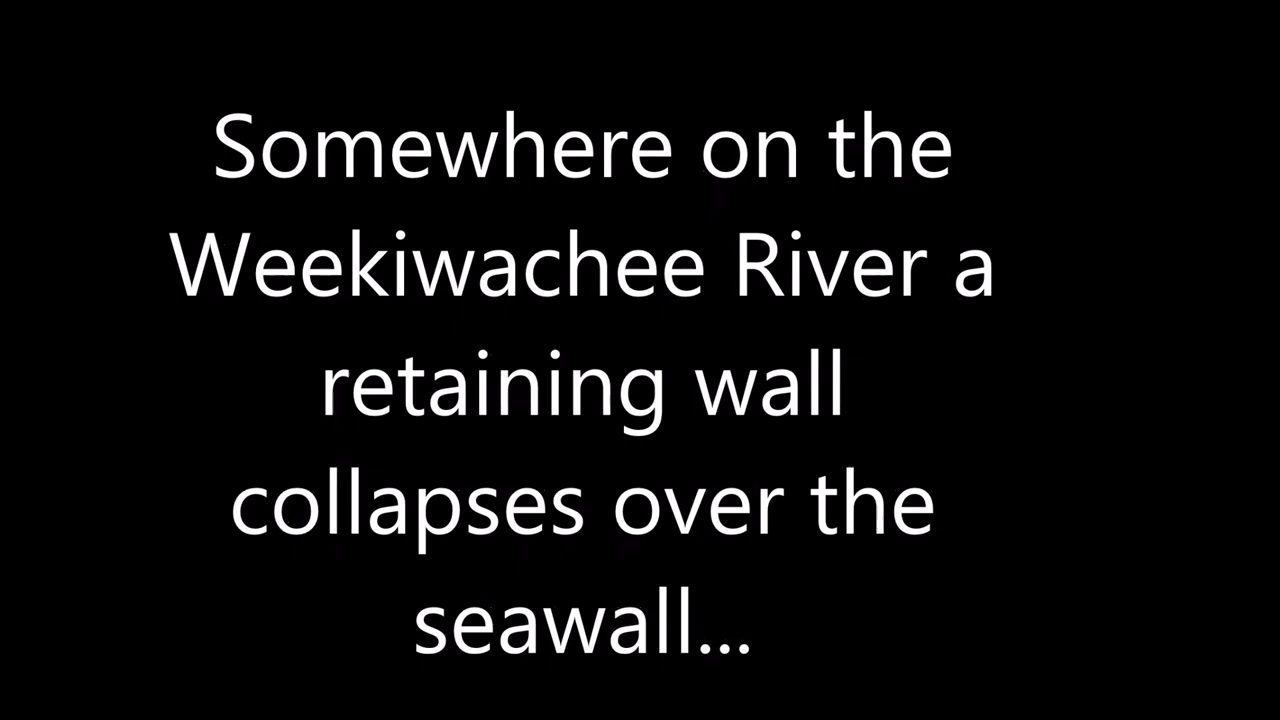 Somewhere on the
Weekiwachee River a
retaining wall
collapses over the
seawall...